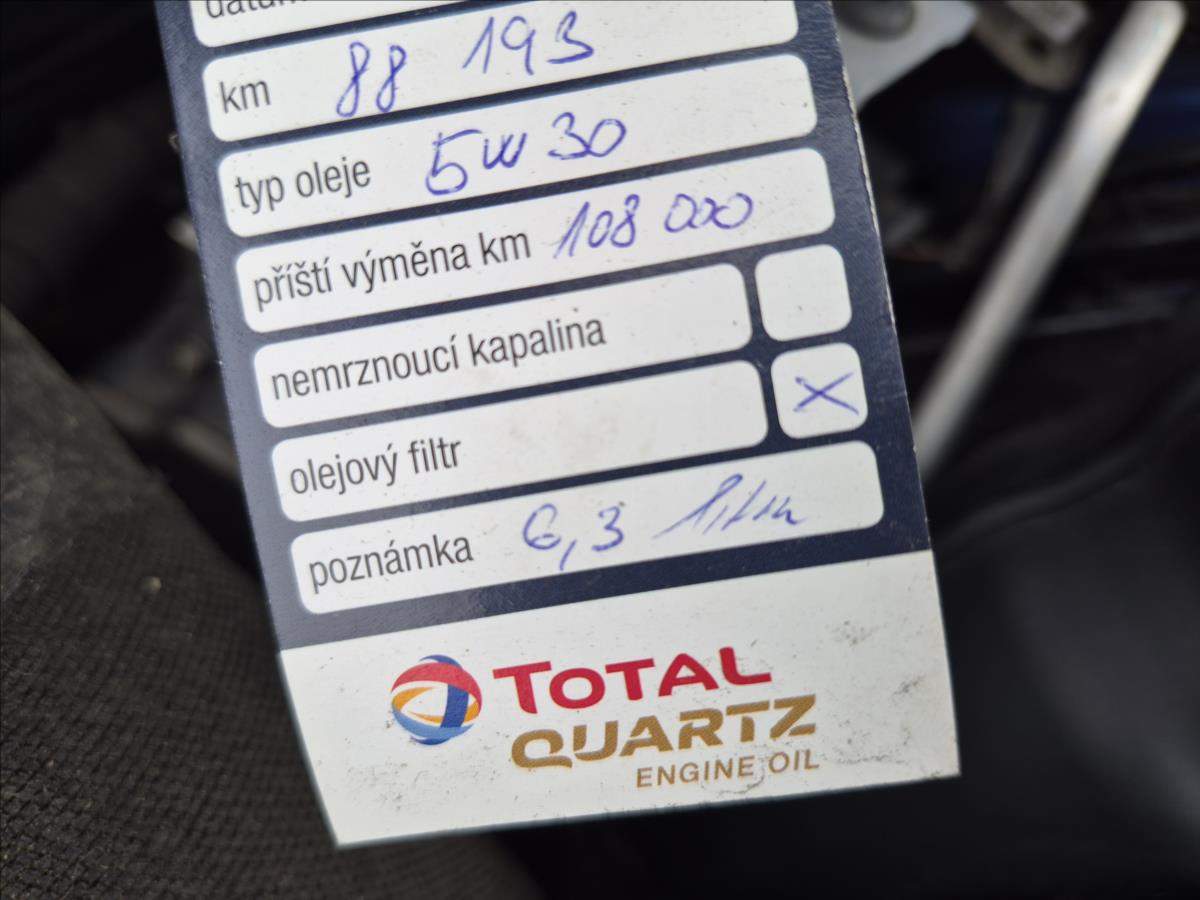 datum
km 88 193
typ oleje 5W30
příští výměna km 108 000
nemrznoucí kapalina
olejový filtr X
poznámka 6,3 litru
TOTAL
QUARTZ
ENGINE OIL